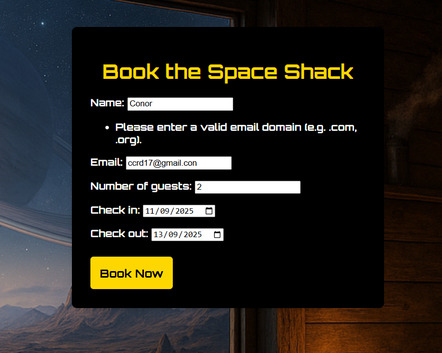 Book the Space Shack
Name: Conor
• Please enter a valid email domain (e.g. .com,
.org).
Email: ccrd17@gmail.con
Number of guests: 2
Check in: 11/09/2025
Check out: 13/09/2025
Book Now